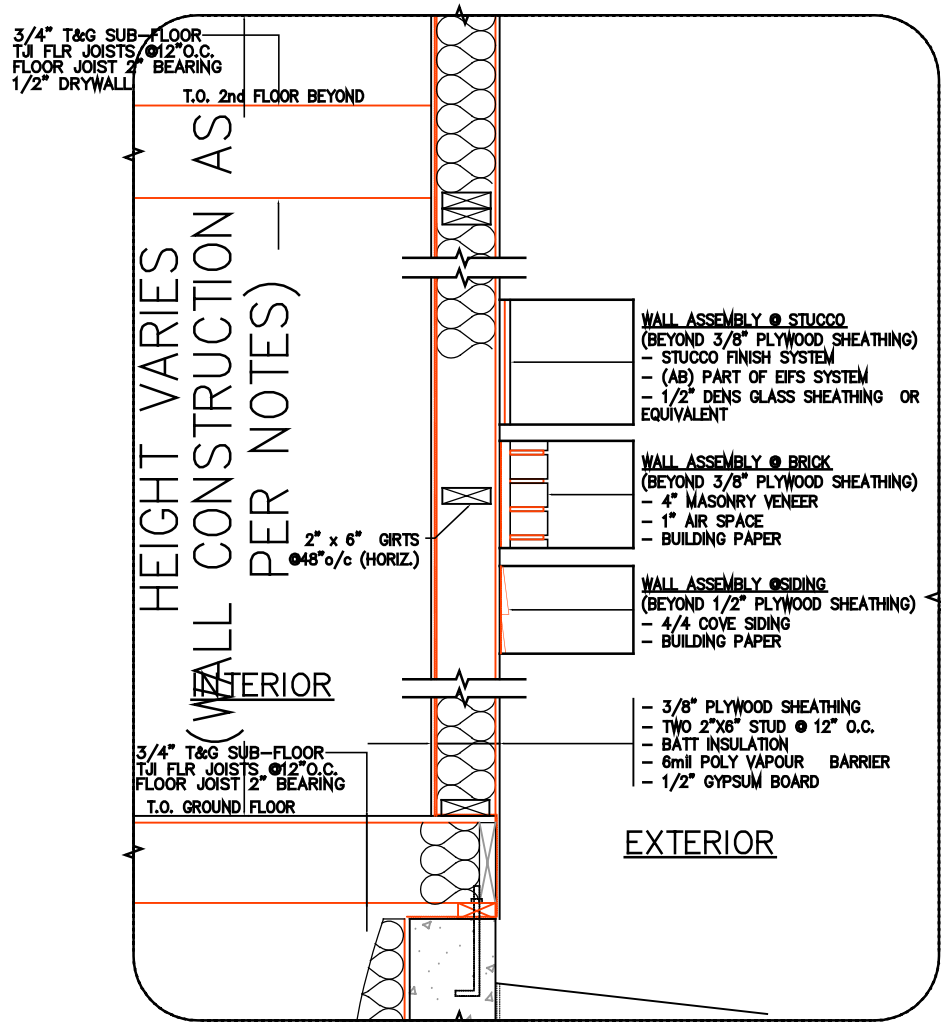 3/4" T&G SUB-FLOOR
TJI FLR JOISTS @12"O.C.
FLOOR JOIST 2" BEARING
1/2" DRYWALL
T.O. 2nd FLOOR BEYOND
HEIGHT VARIES
(WALL CONSTRUCTION AS
PER NOTES)
WALL ASSEMBLY @ STUCCO
(BEYOND 3/8" PLYWOOD SHEATHING)
- STUCCO FINISH SYSTEM
- (AB) PART OF EIFS SYSTEM
- 1/2" DENS GLASS SHEATHING OR
EQUIVALENT
WALL ASSEMBLY @ BRICK
(BEYOND 3/8" PLYWOOD SHEATHING)
- 4" MASONRY VENEER
- 1" AIR SPACE
- BUILDING PAPER
2" x 6" GIRTS
@48"o/c (HORIZ.)
WALL ASSEMBLY @SIDING
(BEYOND 1/2" PLYWOOD SHEATHING)
- 4/4 COVE SIDING
- BUILDING PAPER
INTERIOR
- 3/8" PLYWOOD SHEATHING
- TWO 2"X6" STUD @ 12" O.C.
- BATT INSULATION
- 6mil POLY VAPOUR BARRIER
- 1/2" GYPSUM BOARD
3/4" T&G SUB-FLOOR
TJI FLR JOISTS @12"O.C.
FLOOR JOIST 2" BEARING
T.O. GROUND FLOOR
EXTERIOR